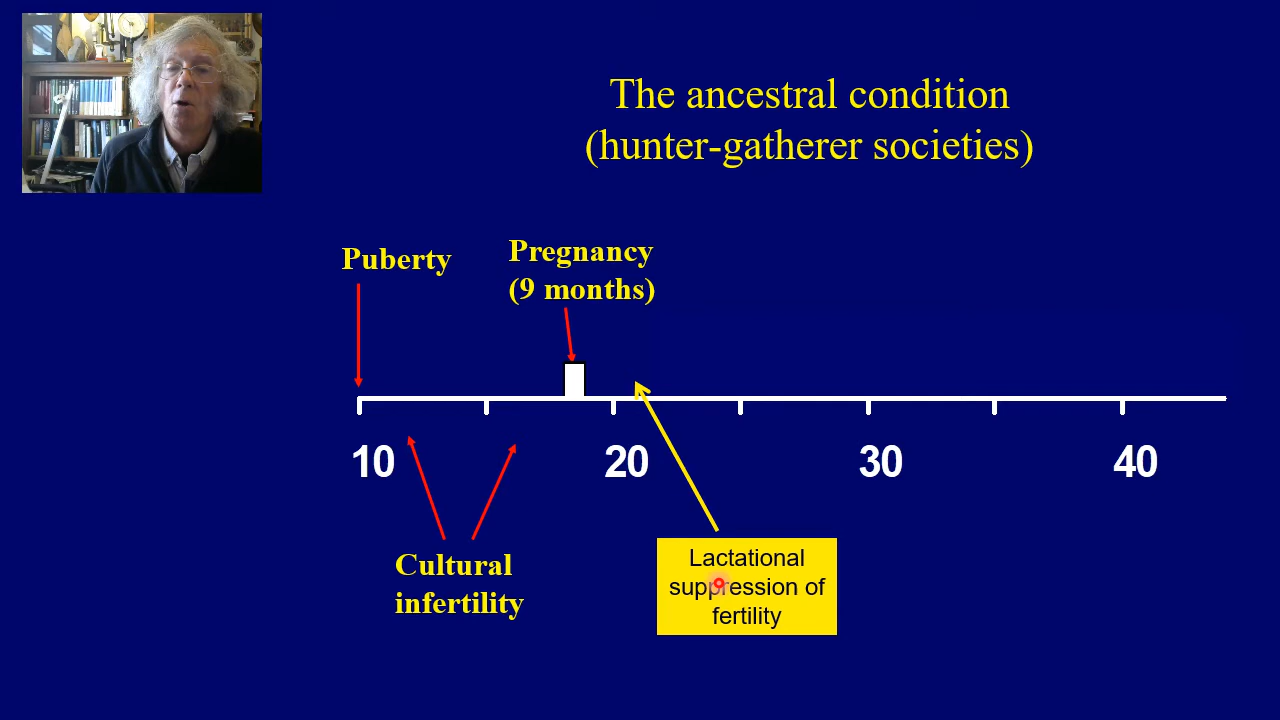 The ancestral condition
(hunter-gatherer societies)
Puberty
Pregnancy
(9 months)
10
20
30
40
Cultural
infertility
Lactational
suppression of
fertility